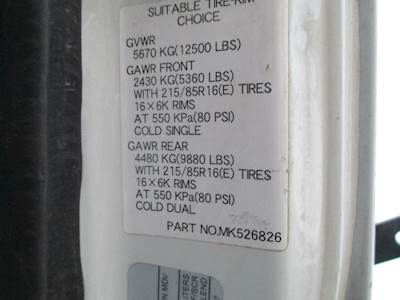 SUITABLE TIRE-RIM
CHOICE
GVWR
5670 KG(12500 LBS)
GAWR FRONT
2430 KG(5360 LBS)
WITH 215/85R16(E) TIRES
16×6K RIMS
AT 550 KPa(80 PSI)
COLD SINGLE
GAWR REAR
4480 KG(9880 LBS)
WITH 215/85R16(E) TIRES
16×6K RIMS
AT 550 KPa(80 PSI)
COLD DUAL
PART NO.MK526826